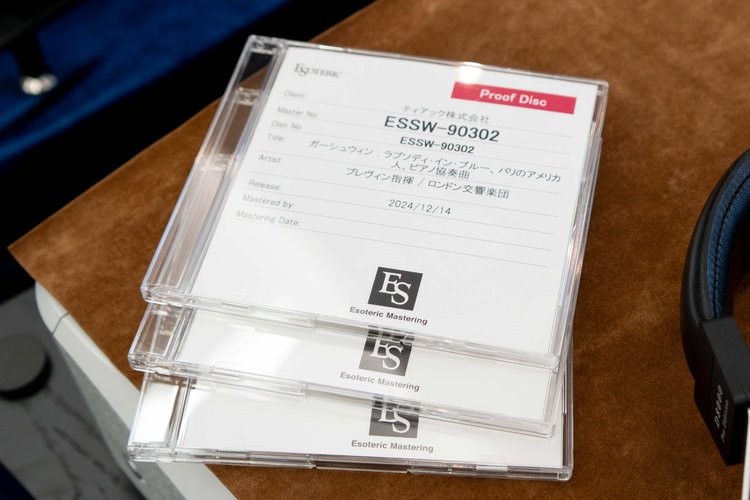 ESOTERIC
Proof Disc
Client:
ティアック株式会社
Master No.
ESSW-90302
Disc No.
ESSW-90302
Title:
ガーシュウィン：ラプソディ・イン・ブルー、パリのアメリカ
人、ピアノ協奏曲
Artist:
プレヴィン指揮 / ロンドン交響楽団
Release:
2024/12/14
Mastered by:
Mastering Date:
ES
Esoteric Mastering
ES
Esoteric Mastering
ES
Esoteric Mastering